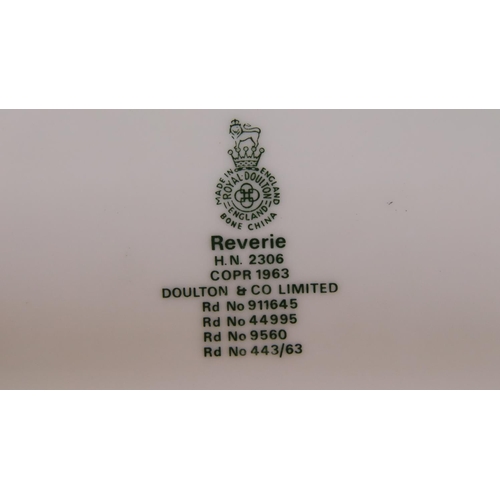 MADE IN ENGLAND
ROYAL DOULTON
ENGLAND
BONE CHINA
Reverie
H.N. 2306
COPR 1963
DOULTON & CO LIMITED
Rd No 911645
Rd No 44995
Rd No 9560
Rd No 443/63